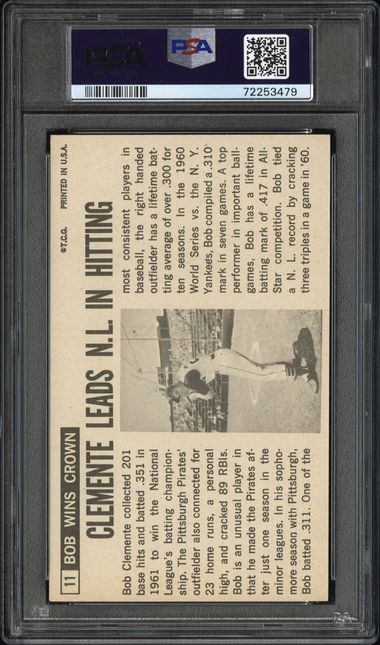 PSA
PSA
72253479
11 BOB WINS CROWN
©T.C.G. PRINTED IN U.S.A.
CLEMENTE LEADS N.L. IN HITTING
Bob Clemente collected 201
base hits and batted .351 in
1961 to win the National
League's batting champion-
ship. The Pittsburgh Pirates'
outfielder also connected for
23 home runs, a personal
high, and cracked 89 RBIs.
Bob is an unusual player in
that he made the Pirates af-
ter just one season in the
minor leagues. In his sopho-
more season with Pittsburgh,
Bob batted .311. One of the
most consistent players in
baseball, the right handed
outfielder has a lifetime bat-
ting average of over .300 for
ten seasons. In the 1960
World Series vs. the N. Y.
Yankees, Bob compiled a .310
mark in seven games. A top
performer in important ball-
games, Bob has a lifetime
batting mark of .417 in All-
Star competition. Bob tied
a N. L. record by cracking
three triples in a game in '60.